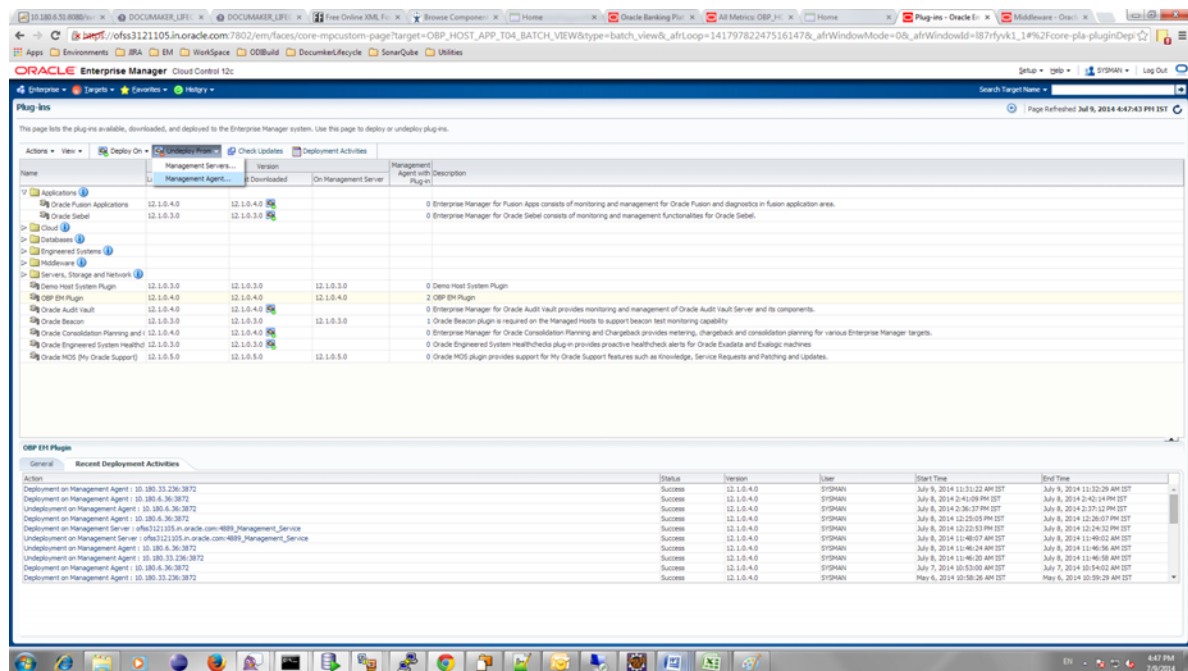 10.180.6.51:8080/so
DOCUMAKER_LIFEC
DOCUMAKER_LIFEC
Free Online XML Fo
Browse Component
Home
Oracle Banking Plat
All Metrics: OBP_HC
Home
Plug-ins - Oracle En
Middleware - Oracl
https://ofss3121105.in.oracle.com:7802/em/faces/core-mpcustom-page?target=OBP_HOST_APP_T04_BATCH_VIEW&type=batch_view&_afrLoop=141797822475161478&_afrWindowMode=0&_afrWindowId=l87rfyvk1_1#%2Fcore-pla-pluginDepl
Apps Environments JIRA EM WorkSpace ODIBuild DocumkerLifecycle SonarQube Utilities
ORACLE Enterprise Manager Cloud Control 12c
Setup Help SYSMAN Log Out
Enterprise Targets Favorites History
Search Target Name
Plug-ins
Page Refreshed Jul 9, 2014 4:47:43 PM IST
This page lists the plug-ins available, downloaded, and deployed to the Enterprise Manager system. Use this page to deploy or undeploy plug-ins.
Actions View Deploy On Undeploy From Check Updates Deployment Activities
Management Servers...
Management Agent...
Name
Version
t Downloaded
On Management Server
Management Agent with Plug-in
Description
Applications
Oracle Fusion Applications 12.1.0.4.0 12.1.0.4.0 0 Enterprise Manager for Fusion Apps consists of monitoring and management for Oracle Fusion and diagnostics in fusion application area.
Oracle Siebel 12.1.0.3.0 12.1.0.3.0 0 Enterprise Manager for Oracle Siebel consists of monitoring and management functionalities for Oracle Siebel.
Cloud
Databases
Engineered Systems
Middleware
Servers, Storage and Network
Demo Host System Plugin 12.1.0.3.0 12.1.0.3.0 12.1.0.3.0 0 Demo Host System Plugin
OBP EM Plugin 12.1.0.4.0 12.1.0.4.0 12.1.0.4.0 2 OBP EM Plugin
Oracle Audit Vault 12.1.0.4.0 12.1.0.4.0 0 Enterprise Manager for Oracle Audit Vault provides monitoring and management of Oracle Audit Vault Server and its components.
Oracle Beacon 12.1.0.3.0 12.1.0.3.0 12.1.0.3.0 1 Oracle Beacon plugin is required on the Managed Hosts to support beacon test monitoring capability
Oracle Consolidation Planning and C 12.1.0.4.0 12.1.0.4.0 0 Enterprise Manager for Oracle Consolidation Planning and Chargeback provides metering, chargeback and consolidation planning for various Enterprise Manager targets.
Oracle Engineered System Healthch 12.1.0.3.0 12.1.0.3.0 0 Oracle Engineered System Healthchecks plug-in provides proactive healthcheck alerts for Oracle Exadata and Exalogic machines
Oracle MOS (My Oracle Support) 12.1.0.5.0 12.1.0.5.0 12.1.0.5.0 0 Oracle MOS plugin provides support for My Oracle Support features such as Knowledge, Service Requests and Patching and Updates.
OBP EM Plugin
General Recent Deployment Activities
Action Status Version User Start Time End Time
Deployment on Management Agent : 10.180.33.236:3872 Success 12.1.0.4.0 SYSMAN July 9, 2014 11:31:22 AM IST July 9, 2014 11:32:29 AM IST
Deployment on Management Agent : 10.180.6.36:3872 Success 12.1.0.4.0 SYSMAN July 8, 2014 2:41:09 PM IST July 8, 2014 2:42:14 PM IST
Undeployment on Management Agent : 10.180.6.36:3872 Success 12.1.0.4.0 SYSMAN July 8, 2014 2:36:37 PM IST July 8, 2014 2:37:12 PM IST
Deployment on Management Agent : 10.180.6.36:3872 Success 12.1.0.4.0 SYSMAN July 8, 2014 12:25:05 PM IST July 8, 2014 12:26:07 PM IST
Deployment on Management Server : ofss3121105.in.oracle.com:4889_Management_Service Success 12.1.0.4.0 SYSMAN July 8, 2014 12:22:53 PM IST July 8, 2014 12:24:32 PM IST
Undeployment on Management Server : ofss3121105.in.oracle.com:4889_Management_Service Success 12.1.0.4.0 SYSMAN July 8, 2014 11:48:07 AM IST July 8, 2014 11:49:02 AM IST
Undeployment on Management Agent : 10.180.6.36:3872 Success 12.1.0.4.0 SYSMAN July 8, 2014 11:46:24 AM IST July 8, 2014 11:46:56 AM IST
Undeployment on Management Agent : 10.180.33.236:3872 Success 12.1.0.4.0 SYSMAN July 8, 2014 11:46:20 AM IST July 8, 2014 11:46:58 AM IST
Deployment on Management Agent : 10.180.6.36:3872 Success 12.1.0.4.0 SYSMAN July 7, 2014 10:53:00 AM IST July 7, 2014 10:54:02 AM IST
Deployment on Management Agent : 10.180.33.236:3872 Success 12.1.0.4.0 SYSMAN May 6, 2014 10:58:26 AM IST May 6, 2014 10:59:29 AM IST
EN
4:47 PM
7/9/2014